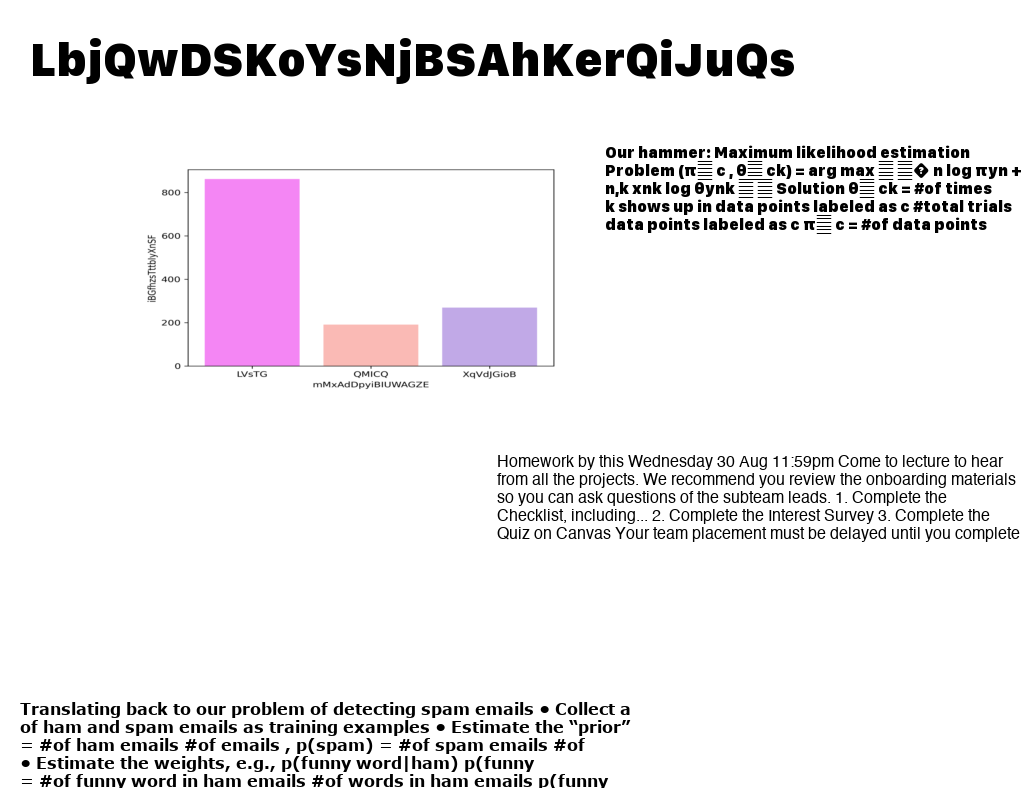 LbjQwDSKoYsNjBSAhKerQiJuQs
Our hammer: Maximum likelihood estimation
Problem (π c , θ ck) = arg max � n log πyn +
n,k xnk log θynk Solution θ ck = #of times
k shows up in data points labeled as c #total trials
data points labeled as c π c = #of data points
iBGfhzsTttblyXnSF
800
600
400
200
0
LVsTG QMICQ XqVdJGioB
mMxAdDpyiBIUWAGZE
Homework by this Wednesday 30 Aug 11:59pm Come to lecture to hear
from all the projects. We recommend you review the onboarding materials
so you can ask questions of the subteam leads. 1. Complete the
Checklist, including... 2. Complete the Interest Survey 3. Complete the
Quiz on Canvas Your team placement must be delayed until you complete
Translating back to our problem of detecting spam emails • Collect a
of ham and spam emails as training examples • Estimate the “prior”
= #of ham emails #of emails , p(spam) = #of spam emails #of
• Estimate the weights, e.g., p(funny word|ham) p(funny
= #of funny word in ham emails #of words in ham emails p(funny